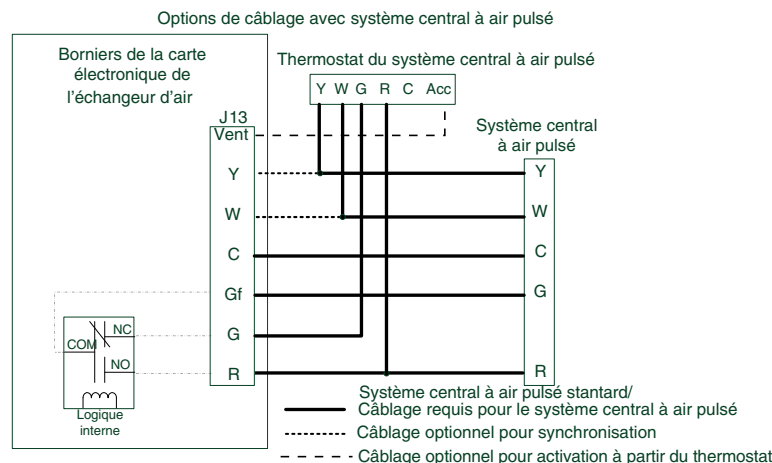 Options de câblage avec système central à air pulsé
Borniers de la carte
électronique de
l'échangeur d'air
Thermostat du système central à air pulsé
Y W G R C Acc
J13
Vent
Y
W
C
Gf
G
R
Système central
à air pulsé
Y
W
C
G
R
NC
COM
NO
Logique
interne
Système central à air pulsé stantard/
Câblage requis pour le système central à air pulsé
Câblage optionnel pour synchronisation
Câblage optionnel pour activation à partir du thermostat